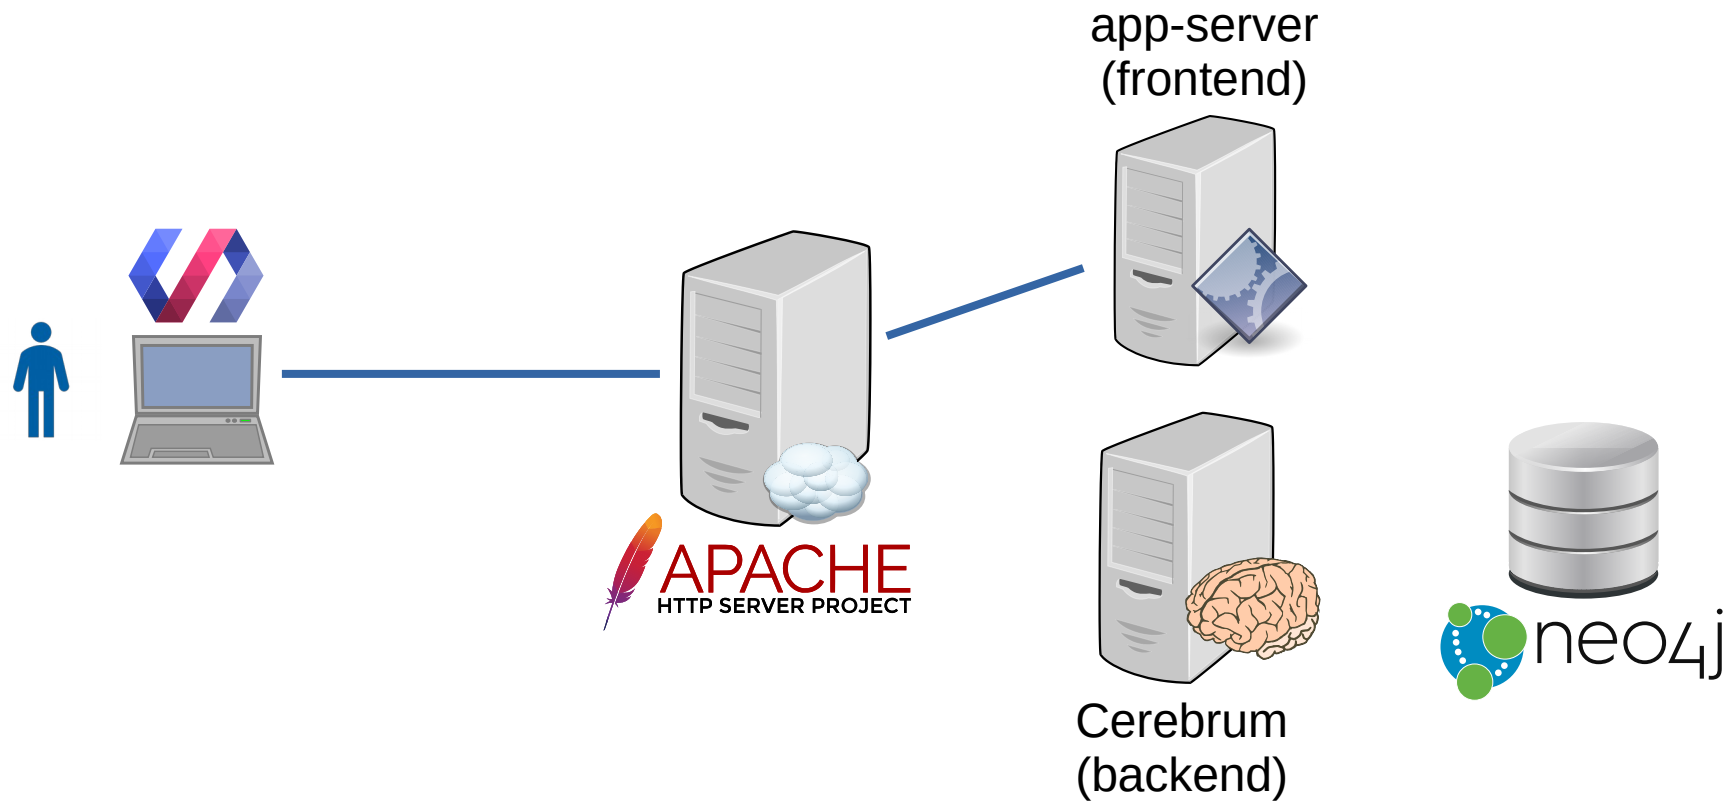 app-server
(frontend)
APACHE
HTTP SERVER PROJECT
neo4j
Cerebrum
(backend)